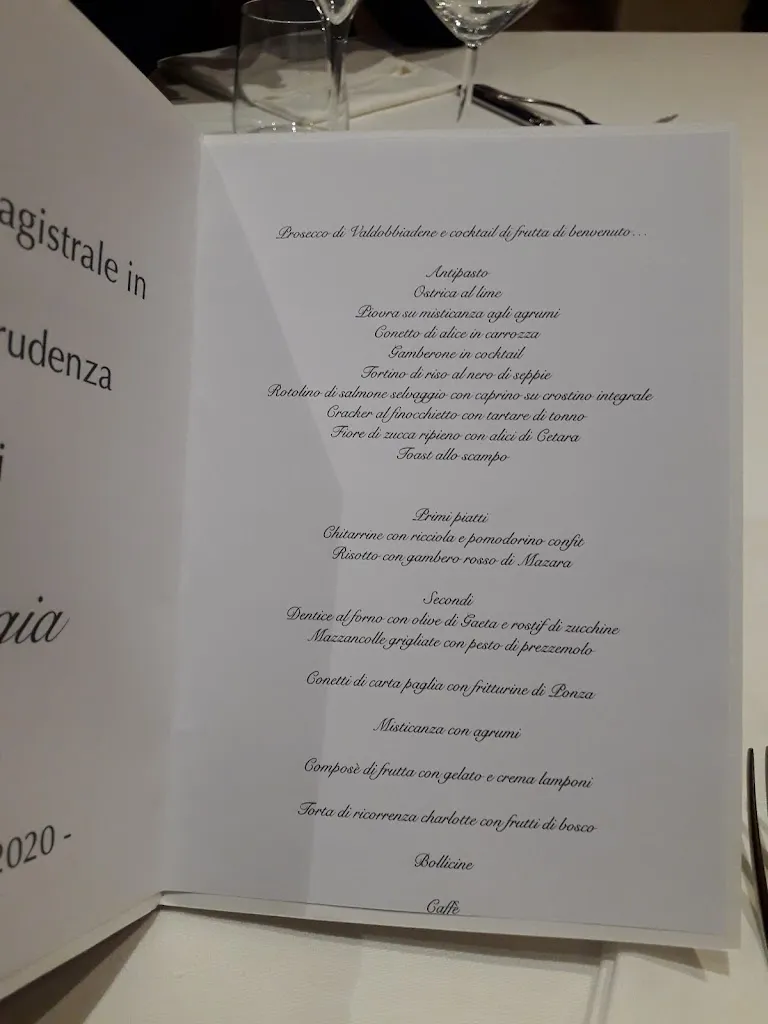 agistrale in
rudenza
i
gia
2020 -
Prosecco di Valdobbiadene e cocktail di frutta di benvenuto...
Antipasto
Ostrica al lime
Piovra su misticanza agli agrumi
Conetto di alice in carrozza
Gamberone in cocktail
Tortino di riso al nero di seppie
Rotolino di salmone selvaggio con caprino su crostino integrale
Cracker al finocchietto con tartare di tonno
Fiore di zucca ripieno con alici di Cetara
Toast allo scampo
Primi piatti
Chitarrine con ricciola e pomodorino confit
Risotto con gambero rosso di Mazara
Secondi
Dentice al forno con olive di Gaeta e rostif di zucchine
Mazzancolle grigliate con pesto di prezzemolo
Conetti di carta paglia con fritturine di Ponza
Misticanza con agrumi
Composè di frutta con gelato e crema lamponi
Torta di ricorrenza charlotte con frutti di bosco
Bollicine
Caffè